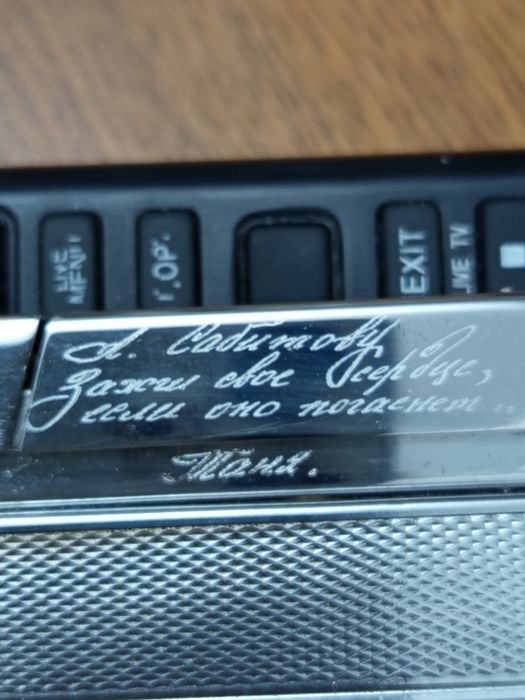 LIVE MENU
T.OPT.
EXIT
LIVE TV
А. Сабитову
Зажги свое сердце,
если оно погаснет..
Таня.